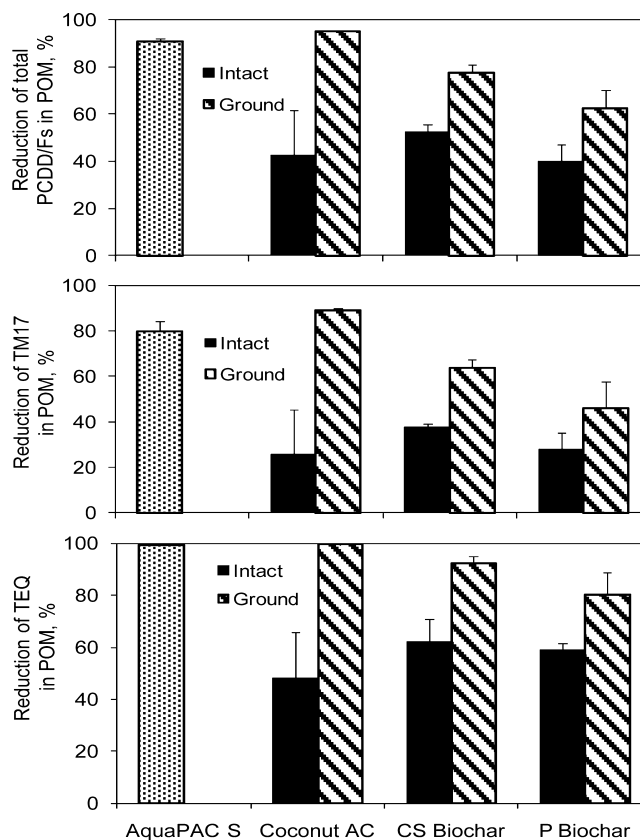 Reduction of total
PCDD/Fs in POM, %
100
80
60
40
20
0
Intact
Ground
Reduction of TM17
in POM, %
100
80
60
40
20
0
Intact
Ground
Reduction of TEQ
in POM, %
100
80
60
40
20
0
Intact
Ground
AquaPAC S Coconut AC CS Biochar P Biochar